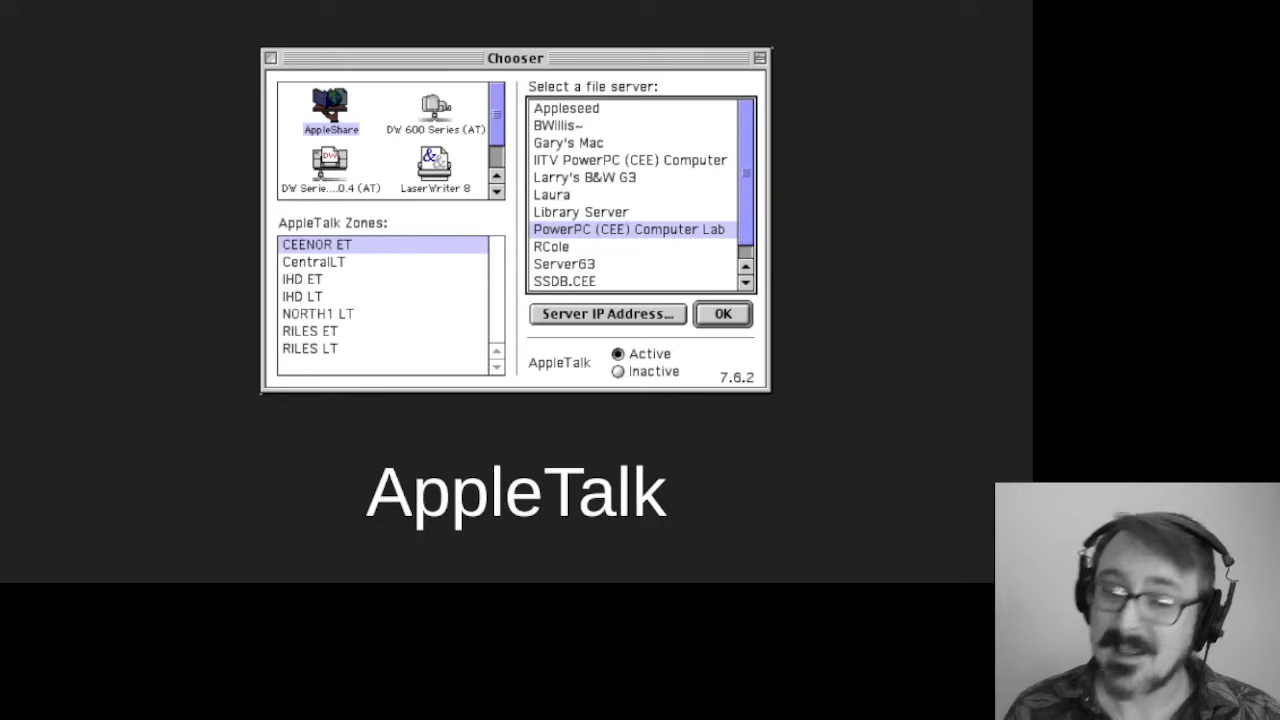 Chooser
AppleShare
DW 600 Series (AT)
DW
DW Serie....0.4 (AT)
LaserWriter 8
AppleTalk Zones:
CEENOR ET
CentralLT
IHD ET
IHD LT
NORTH1 LT
RILES ET
RILES LT
Select a file server:
Appleseed
BWillis~
Gary's Mac
IITV PowerPC (CEE) Computer
Larry's B&W G3
Laura
Library Server
PowerPC (CEE) Computer Lab
RCole
Server63
SSDB.CEE
Server IP Address...
OK
AppleTalk
Active
Inactive
7.6.2
AppleTalk